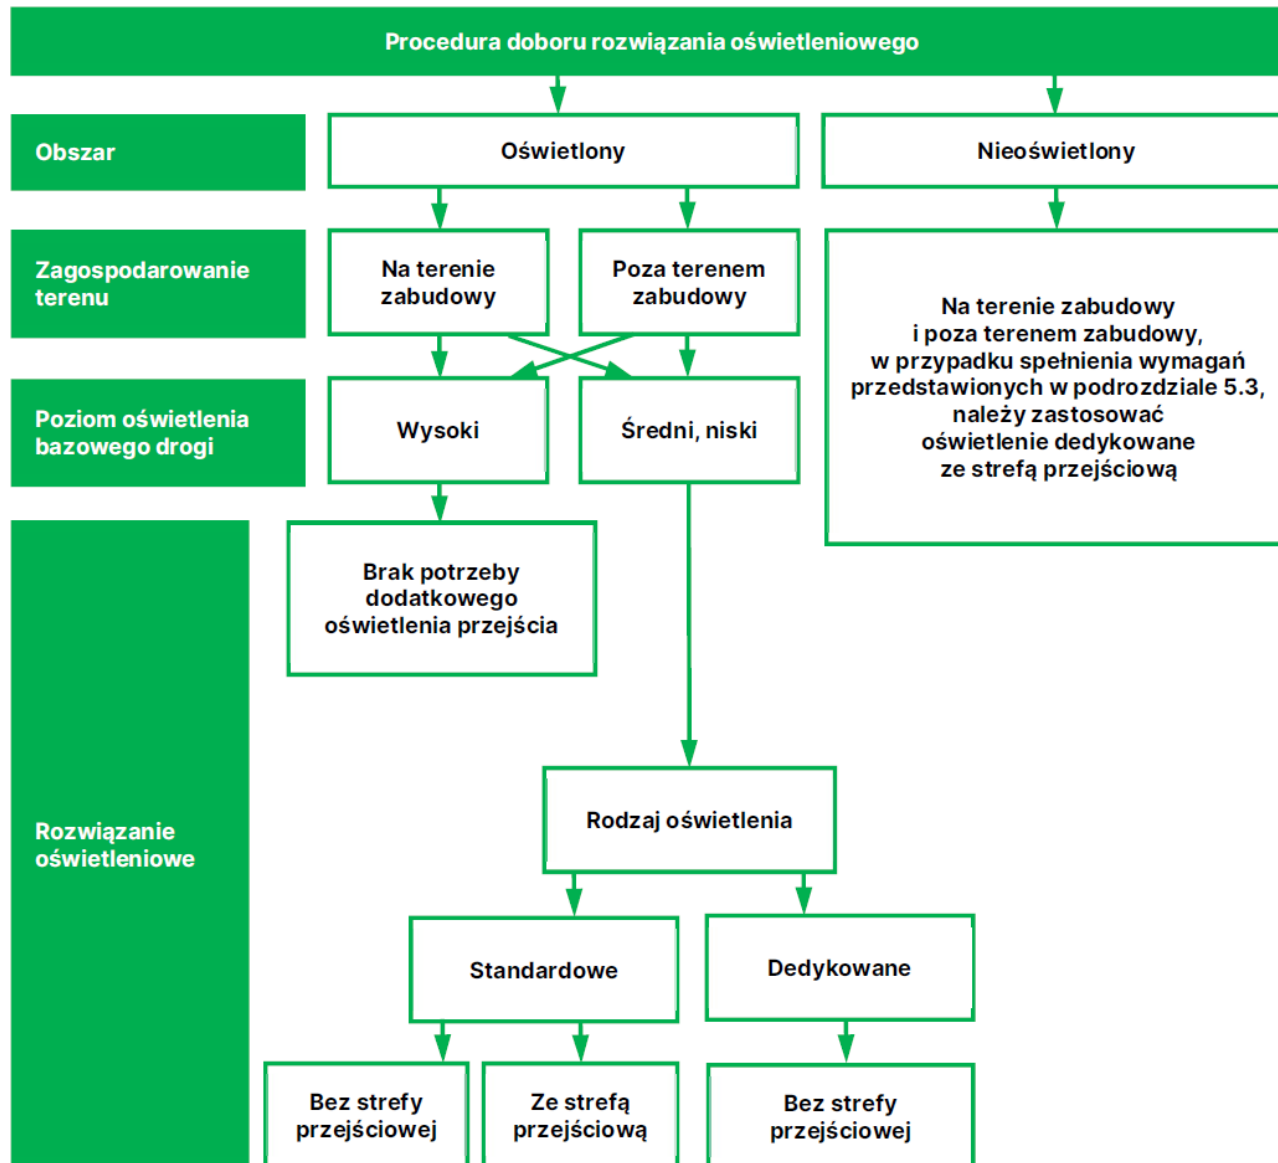 Procedura doboru rozwiązania oświetleniowego
Obszar
Oświetlony
Nieoświetlony
Zagospodarowanie
terenu
Na terenie
zabudowy
Poza terenem
zabudowy
Na terenie zabudowy
i poza terenem zabudowy,
w przypadku spełnienia wymagań
przedstawionych w podrozdziale 5.3,
należy zastosować
oświetlenie dedykowane
ze strefą przejściową
Poziom oświetlenia
bazowego drogi
Wysoki
Średni, niski
Rozwiązanie
oświetleniowe
Brak potrzeby
dodatkowego
oświetlenia przejścia
Rodzaj oświetlenia
Standardowe
Dedykowane
Bez strefy
przejściowej
Ze strefą
przejściową
Bez strefy
przejściowej